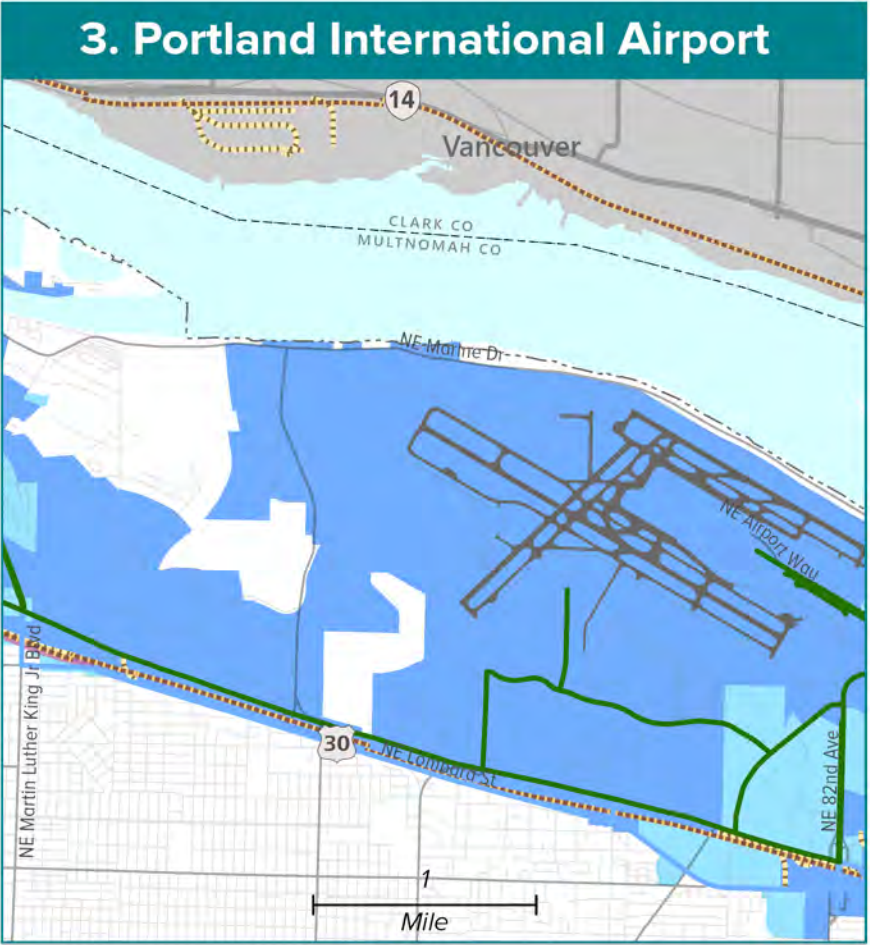 3. Portland International Airport
14
Vancouver
CLARK CO
MULTNOMAH CO
NE Marine Dr
NE Airport Way
NE Martin Luther King Jr Blvd
30
NE Lombard St
NE 82nd Ave
1
Mile